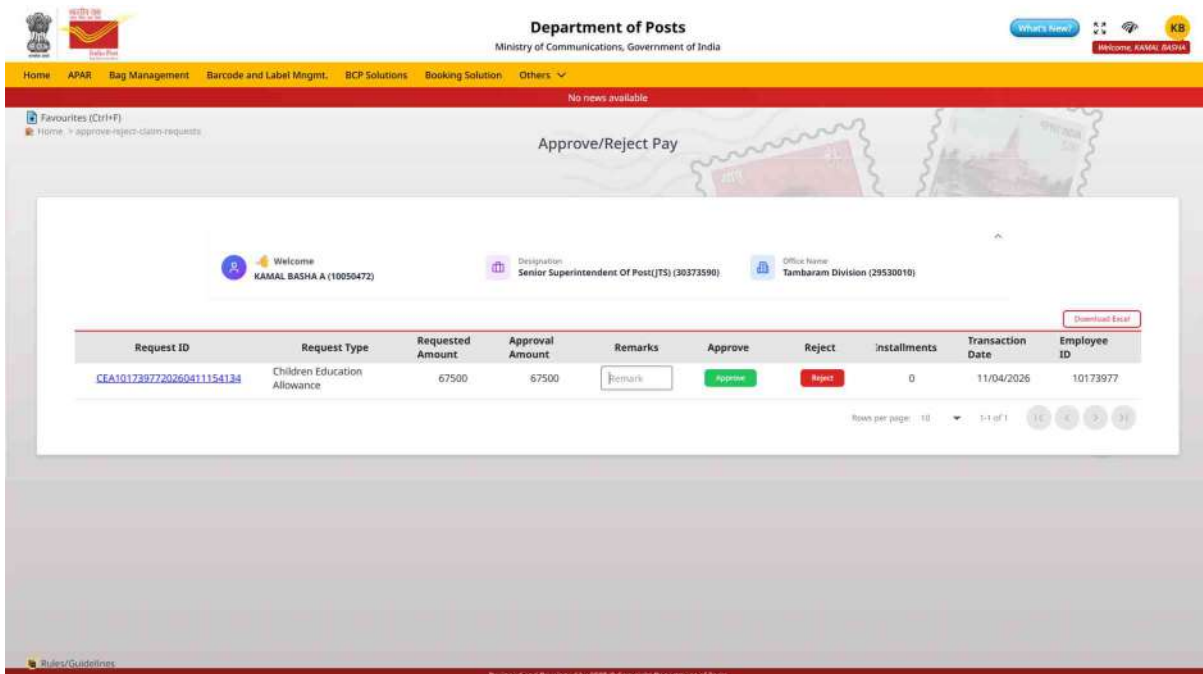 भारतीय डाक
India Post
Department of Posts
Ministry of Communications, Government of India
What's New?
KB
Welcome, KAMAL BASHA
Home APAR Bag Management Barcode and Label Mngmt. BCP Solutions Booking Solution Others
No news available
Favourites (Ctrl+F)
Home > approve-reject-claim-requests
Approve/Reject Pay
Welcome
KAMAL BASHA A (10050472)
Designation
Senior Superintendent Of Post(JTS) (30373590)
Office Name
Tambaram Division (29530010)
Download Excel
Request ID Request Type Requested Amount Approval Amount Remarks Approve Reject Installments Transaction Date Employee ID
CEA1017397720260411154134 Children Education Allowance 67500 67500 Remark Approve Reject 0 11/04/2026 10173977
Rows per page: 10 1-1 of 1
Rules/Guidelines